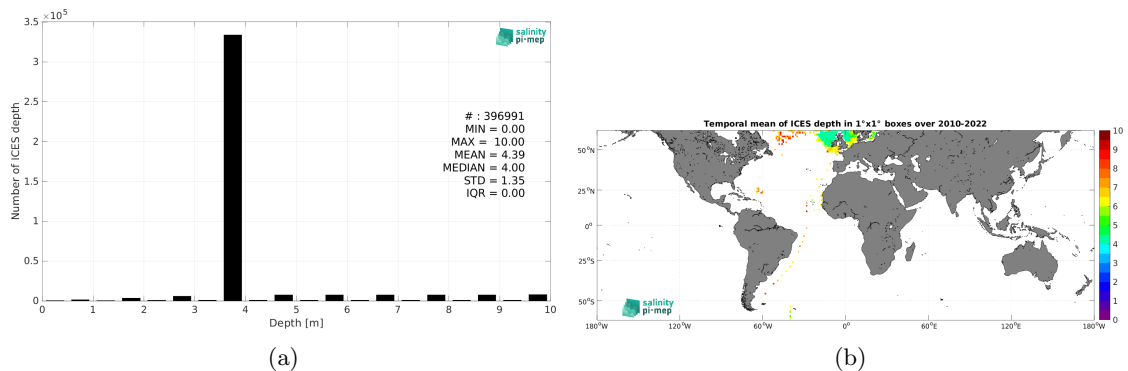 ×10⁵
3.5
3
2.5
2
1.5
1
0.5
0
0 1 2 3 4 5 6 7 8 9 10
Number of ICES depth
Depth [m]
salinity
pi-mep
# : 396991
MIN = 0.00
MAX = 10.00
MEAN = 4.39
MEDIAN = 4.00
STD = 1.35
IQR = 0.00
(a)
Temporal mean of ICES depth in 1°x1° boxes over 2010-2022
50°N
25°N
0°
25°S
50°S
180°W 120°W 60°W 0° 60°E 120°E 180°W
salinity
pi-mep
10
9
8
7
6
5
4
3
2
1
0
(b)